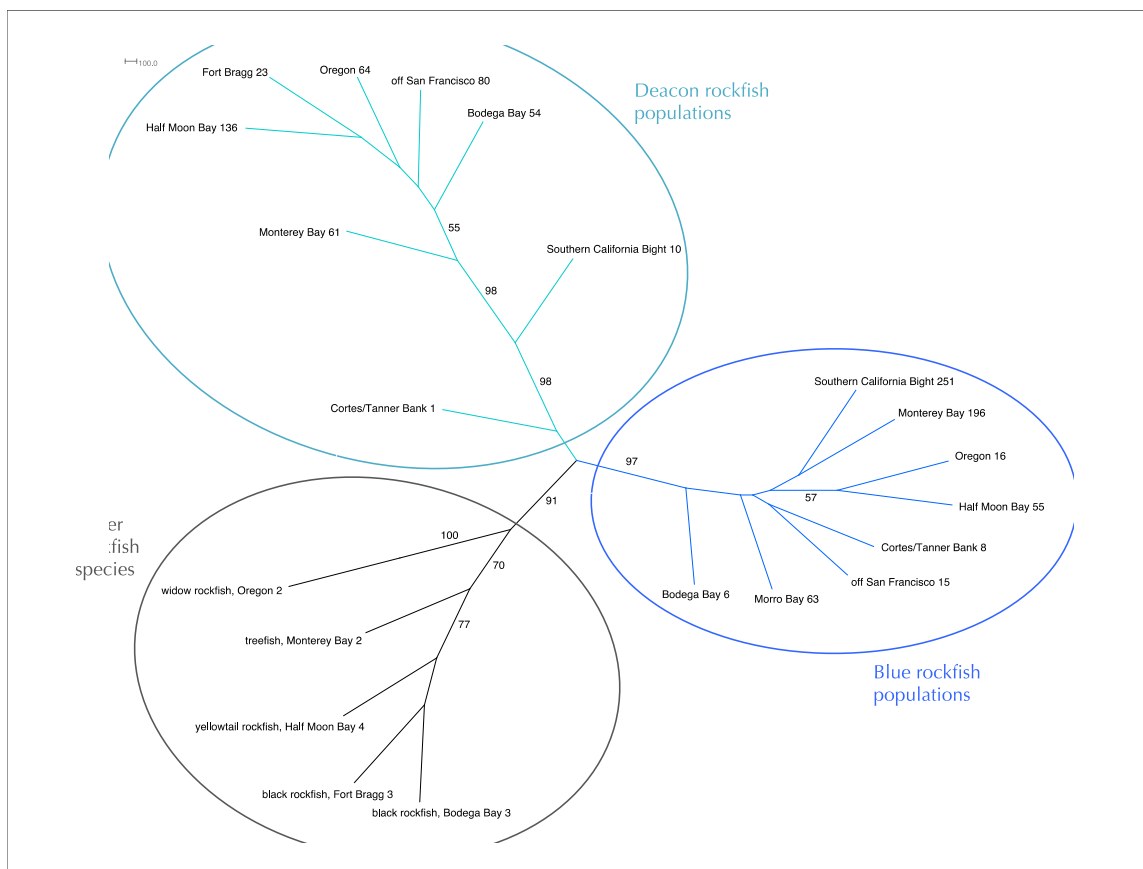 100.0
Fort Bragg 23
Oregon 64
off San Francisco 80
Bodega Bay 54
Half Moon Bay 136
Deacon rockfish
populations
Monterey Bay 61
55
Southern California Bight 10
98
98
Cortes/Tanner Bank 1
Southern California Bight 251
Monterey Bay 196
Oregon 16
97
57
Half Moon Bay 55
Cortes/Tanner Bank 8
off San Francisco 15
Bodega Bay 6
Morro Bay 63
Blue rockfish
populations
91
er
fish
species
100
70
widow rockfish, Oregon 2
77
treefish, Monterey Bay 2
yellowtail rockfish, Half Moon Bay 4
black rockfish, Fort Bragg 3
black rockfish, Bodega Bay 3